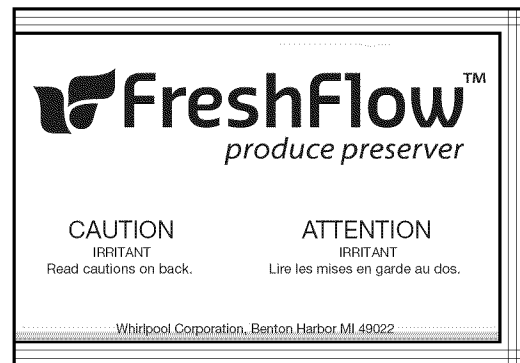 FreshFlow™
produce preserver
CAUTION
IRRITANT
Read cautions on back.
ATTENTION
IRRITANT
Lire les mises en garde au dos.
Whirlpool Corporation, Benton Harbor MI 49022